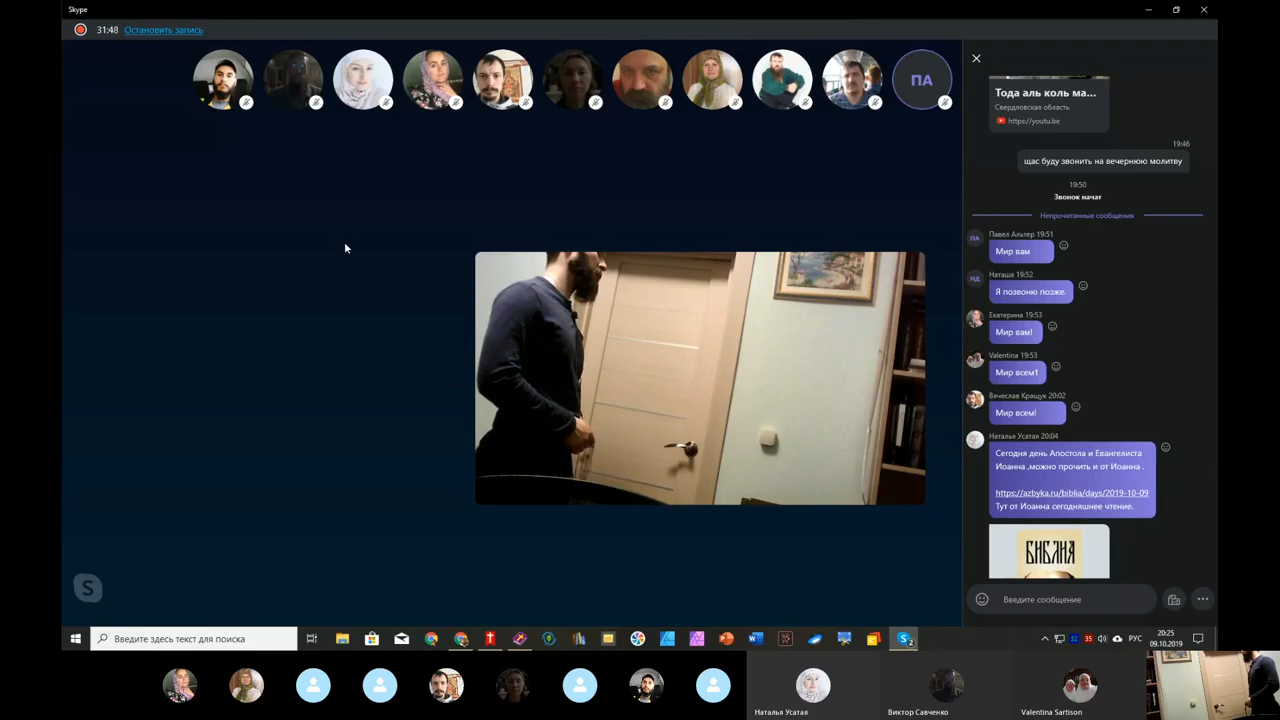 Skype
31:48 Остановить запись
ПА
Тода аль коль ма...
Свердловская область
https://youtu.be
19:46
щас буду звонить на вечернюю молитву
19:50
Звонок начат
Непрочитанные сообщения
ПА
Павел Альтер 19:51
Мир вам
НД
Наташа 19:52
Я позвоню позже.
Екатерина 19:53
Мир вам!
Valentina 19:53
Мир всем1
Вячеслав Кращук 20:02
Мир всем!
Наталья Усатая 20:04
Сегодня день Апостола и Евангелиста
Иоанна ,можно прочить и от Иоанна .
https://azbyka.ru/biblia/days/2019-10-09
Тут от Иоанна сегодняшнее чтение.
БИБЛИЯ
Введите сообщение
S
Введите здесь текст для поиска
32
35
РУС
20:25
09.10.2019
Наталья Усатая
Виктор Савченко
Valentina Sartison